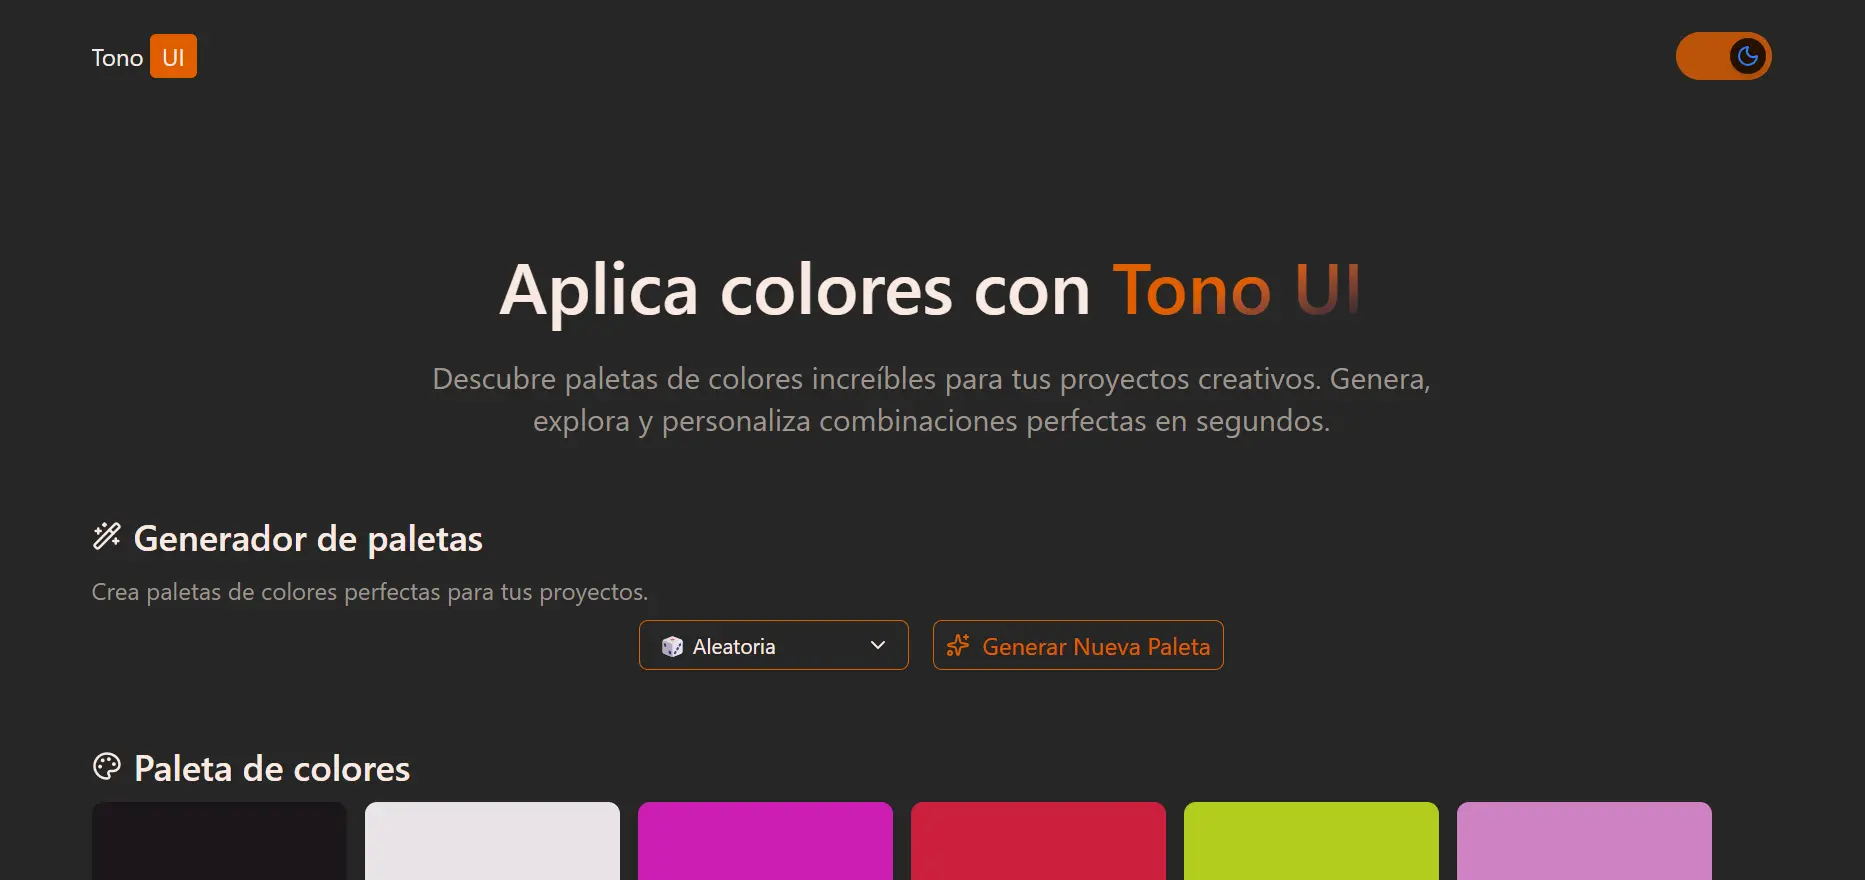 Tono UI
Aplica colores con Tono UI
Descubre paletas de colores increíbles para tus proyectos creativos. Genera,
explora y personaliza combinaciones perfectas en segundos.
Generador de paletas
Crea paletas de colores perfectas para tus proyectos.
Aleatoria
Generar Nueva Paleta
Paleta de colores